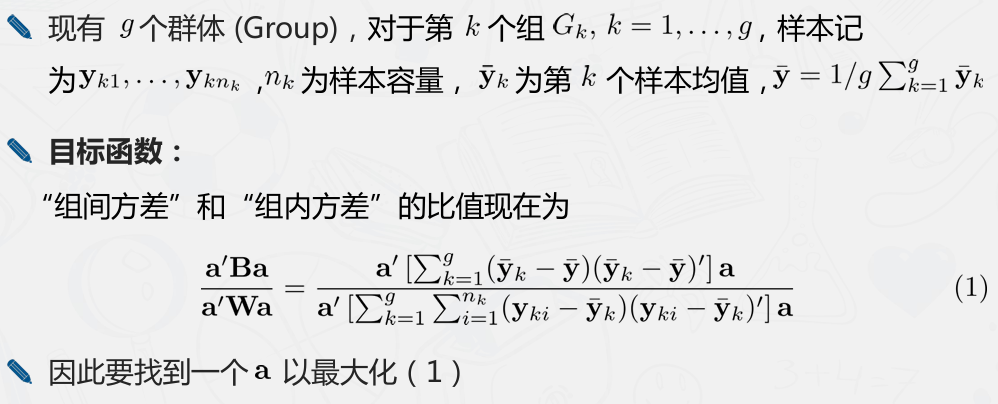 现有 $g$ 个群体 (Group)，对于第 $k$ 个组 $G_k, k = 1, \ldots, g$, 样本记
为 $\mathbf{y}_{k1}, \ldots, \mathbf{y}_{kn_k}$ ,$n_k$ 为样本容量，$\bar{\mathbf{y}}_k$ 为第 $k$ 个样本均值，$\bar{\mathbf{y}} = 1/g \sum_{k=1}^{g} \bar{\mathbf{y}}_k$
目标函数：
“组间方差”和“组内方差”的比值现在为
$\frac{\mathbf{a}'\mathbf{B}\mathbf{a}}{\mathbf{a}'\mathbf{W}\mathbf{a}} = \frac{\mathbf{a}' \left[\sum_{k=1}^{g} (\bar{\mathbf{y}}_k - \bar{\mathbf{y}})(\bar{\mathbf{y}}_k - \bar{\mathbf{y}})'\right] \mathbf{a}}{\mathbf{a}' \left[\sum_{k=1}^{g} \sum_{i=1}^{n_k} (\mathbf{y}_{ki} - \bar{\mathbf{y}}_k)(\mathbf{y}_{ki} - \bar{\mathbf{y}}_k)'\right] \mathbf{a}}$ (1)
因此要找到一个 $\mathbf{a}$ 以最大化（1）